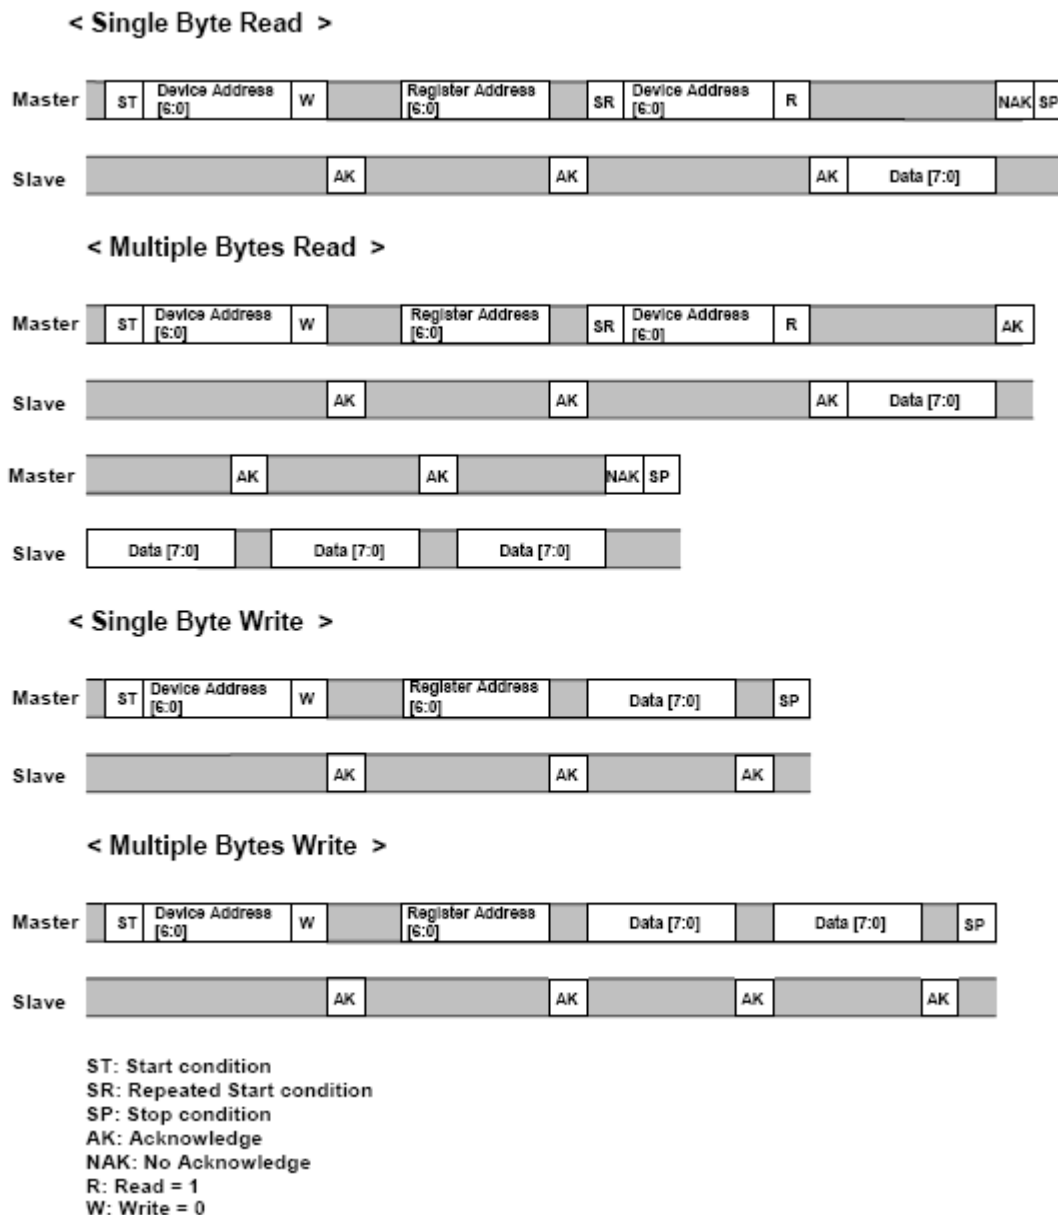 < Single Byte Read >
Master ST Device Address [6:0] W Register Address [6:0] SR Device Address [6:0] R NAK SP
Slave AK AK AK Data [7:0]
< Multiple Bytes Read >
Master ST Device Address [6:0] W Register Address [6:0] SR Device Address [6:0] R AK
Slave AK AK AK Data [7:0]
Master AK AK NAK SP
Slave Data [7:0] Data [7:0] Data [7:0]
< Single Byte Write >
Master ST Device Address [6:0] W Register Address [6:0] Data [7:0] SP
Slave AK AK AK
< Multiple Bytes Write >
Master ST Device Address [6:0] W Register Address [6:0] Data [7:0] Data [7:0] SP
Slave AK AK AK AK
ST: Start condition
SR: Repeated Start condition
SP: Stop condition
AK: Acknowledge
NAK: No Acknowledge
R: Read = 1
W: Write = 0